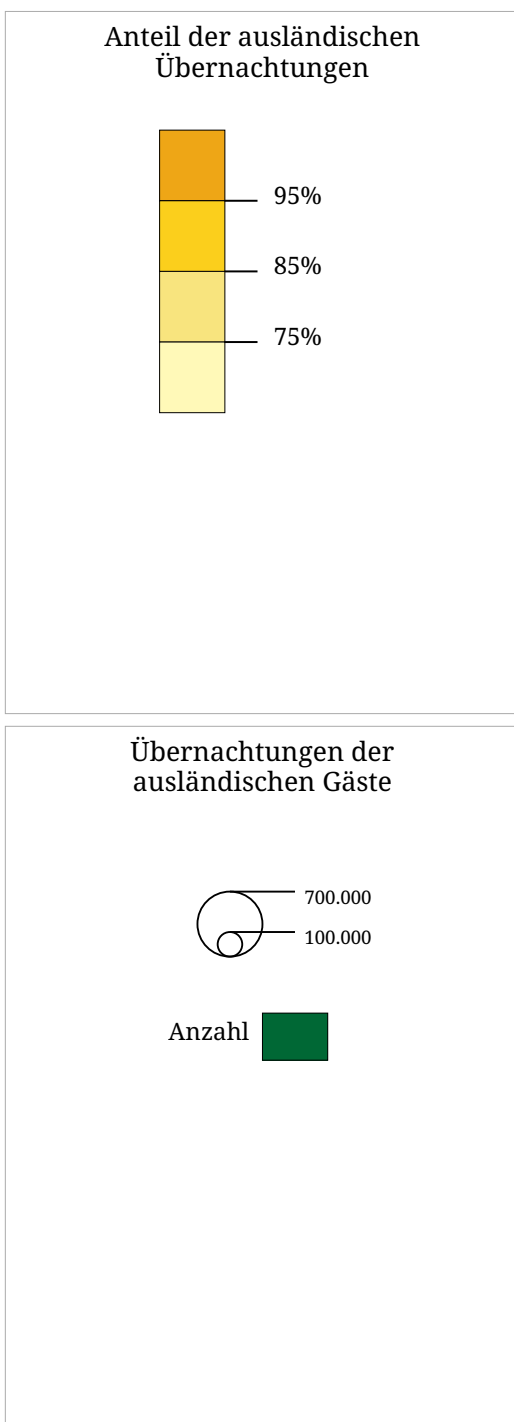 Anteil der ausländischen
Übernachtungen
95%
85%
75%
Übernachtungen der
ausländischen Gäste
700.000
100.000
Anzahl